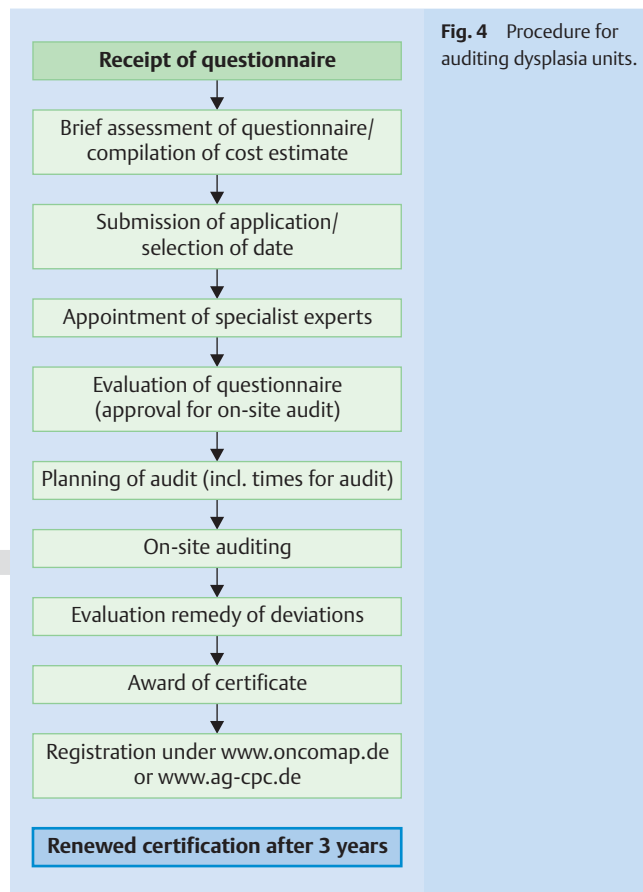 Fig. 4 Procedure for
auditing dysplasia units.
Receipt of questionnaire
Brief assessment of questionnaire/
compilation of cost estimate
Submission of application/
selection of date
Appointment of specialist experts
Evaluation of questionnaire
(approval for on-site audit)
Planning of audit (incl. times for audit)
On-site auditing
Evaluation remedy of deviations
Award of certificate
Registration under www.oncomap.de
or www.ag-cpc.de
Renewed certification after 3 years